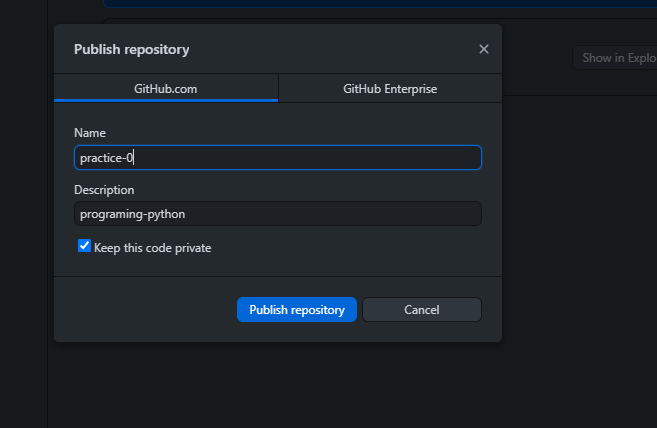 Publish repository
Show in Explo
GitHub.com
GitHub Enterprise
Name
practice-0
Description
programing-python
Keep this code private
Publish repository
Cancel